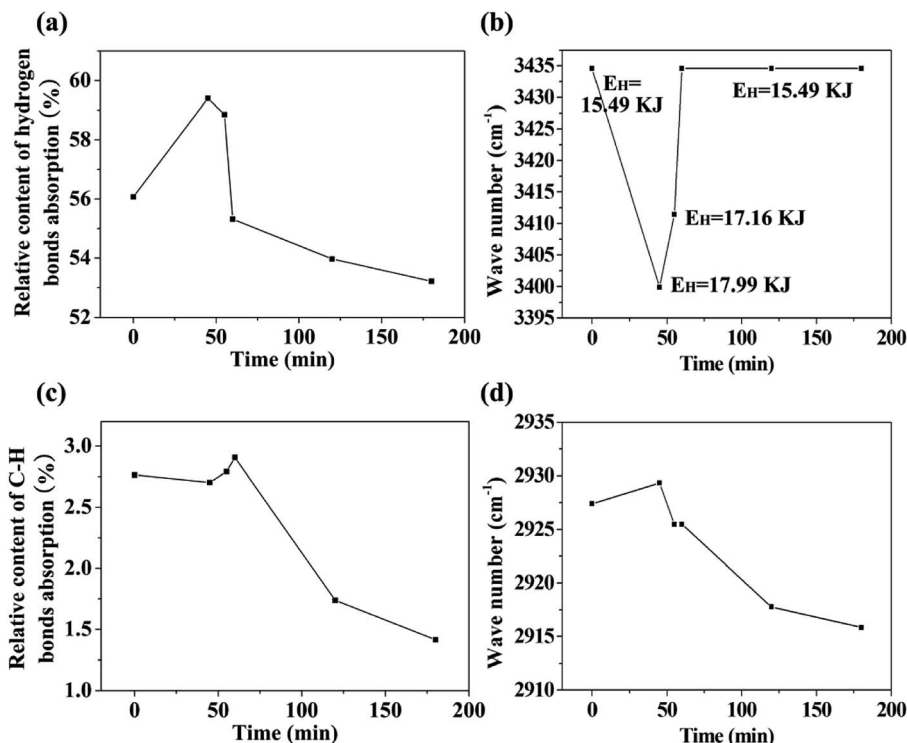 (a)
Relative content of hydrogen
bonds absorption (%)
60
58
56
54
52
0
50
100
150
200
Time (min)
(b)
Wave number (cm⁻¹)
3435
3430
3425
3420
3415
3410
3405
3400
3395
EH=
15.49 KJ
EH=15.49 KJ
EH=17.16 KJ
EH=17.99 KJ
0
50
100
150
200
Time (min)
(c)
Relative content of C-H
bonds absorption (%)
3.0
2.5
2.0
1.5
1.0
0
50
100
150
200
Time (min)
(d)
Wave number (cm⁻¹)
2935
2930
2925
2920
2915
2910
0
50
100
150
200
Time (min)